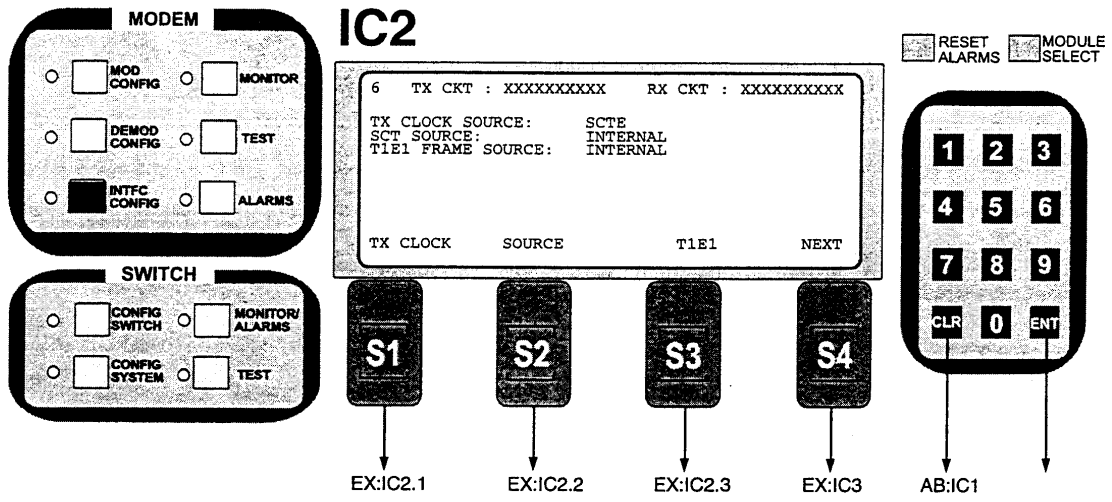 MODEM
MOD CONFIG
MONITOR
DEMOD CONFIG
TEST
INTFC CONFIG
ALARMS
SWITCH
CONFIG SWITCH
MONITOR/ ALARMS
CONFIG SYSTEM
TEST
IC2
6 TX CKT : XXXXXXXXXX RX CKT : XXXXXXXXXX
TX CLOCK SOURCE: SCTE
SCT SOURCE: INTERNAL
T1E1 FRAME SOURCE: INTERNAL
TX CLOCK SOURCE T1E1 NEXT
S1 S2 S3 S4
EX:IC2.1 EX:IC2.2 EX:IC2.3 EX:IC3
RESET ALARMS
MODULE SELECT
1 2 3
4 5 6
7 8 9
CLR 0 ENT
AB:IC1